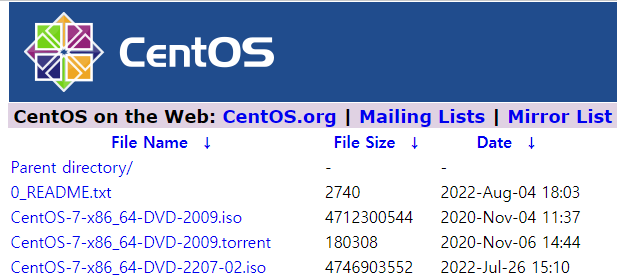 CentOS
CentOS on the Web: CentOS.org | Mailing Lists | Mirror List
File Name ↓ File Size ↓ Date ↓
Parent directory/ - -
0_README.txt 2740 2022-Aug-04 18:03
CentOS-7-x86_64-DVD-2009.iso 4712300544 2020-Nov-04 11:37
CentOS-7-x86_64-DVD-2009.torrent 180308 2020-Nov-06 14:44
CentOS-7-x86_64-DVD-2207-02.iso 4746903552 2022-Jul-26 15:10